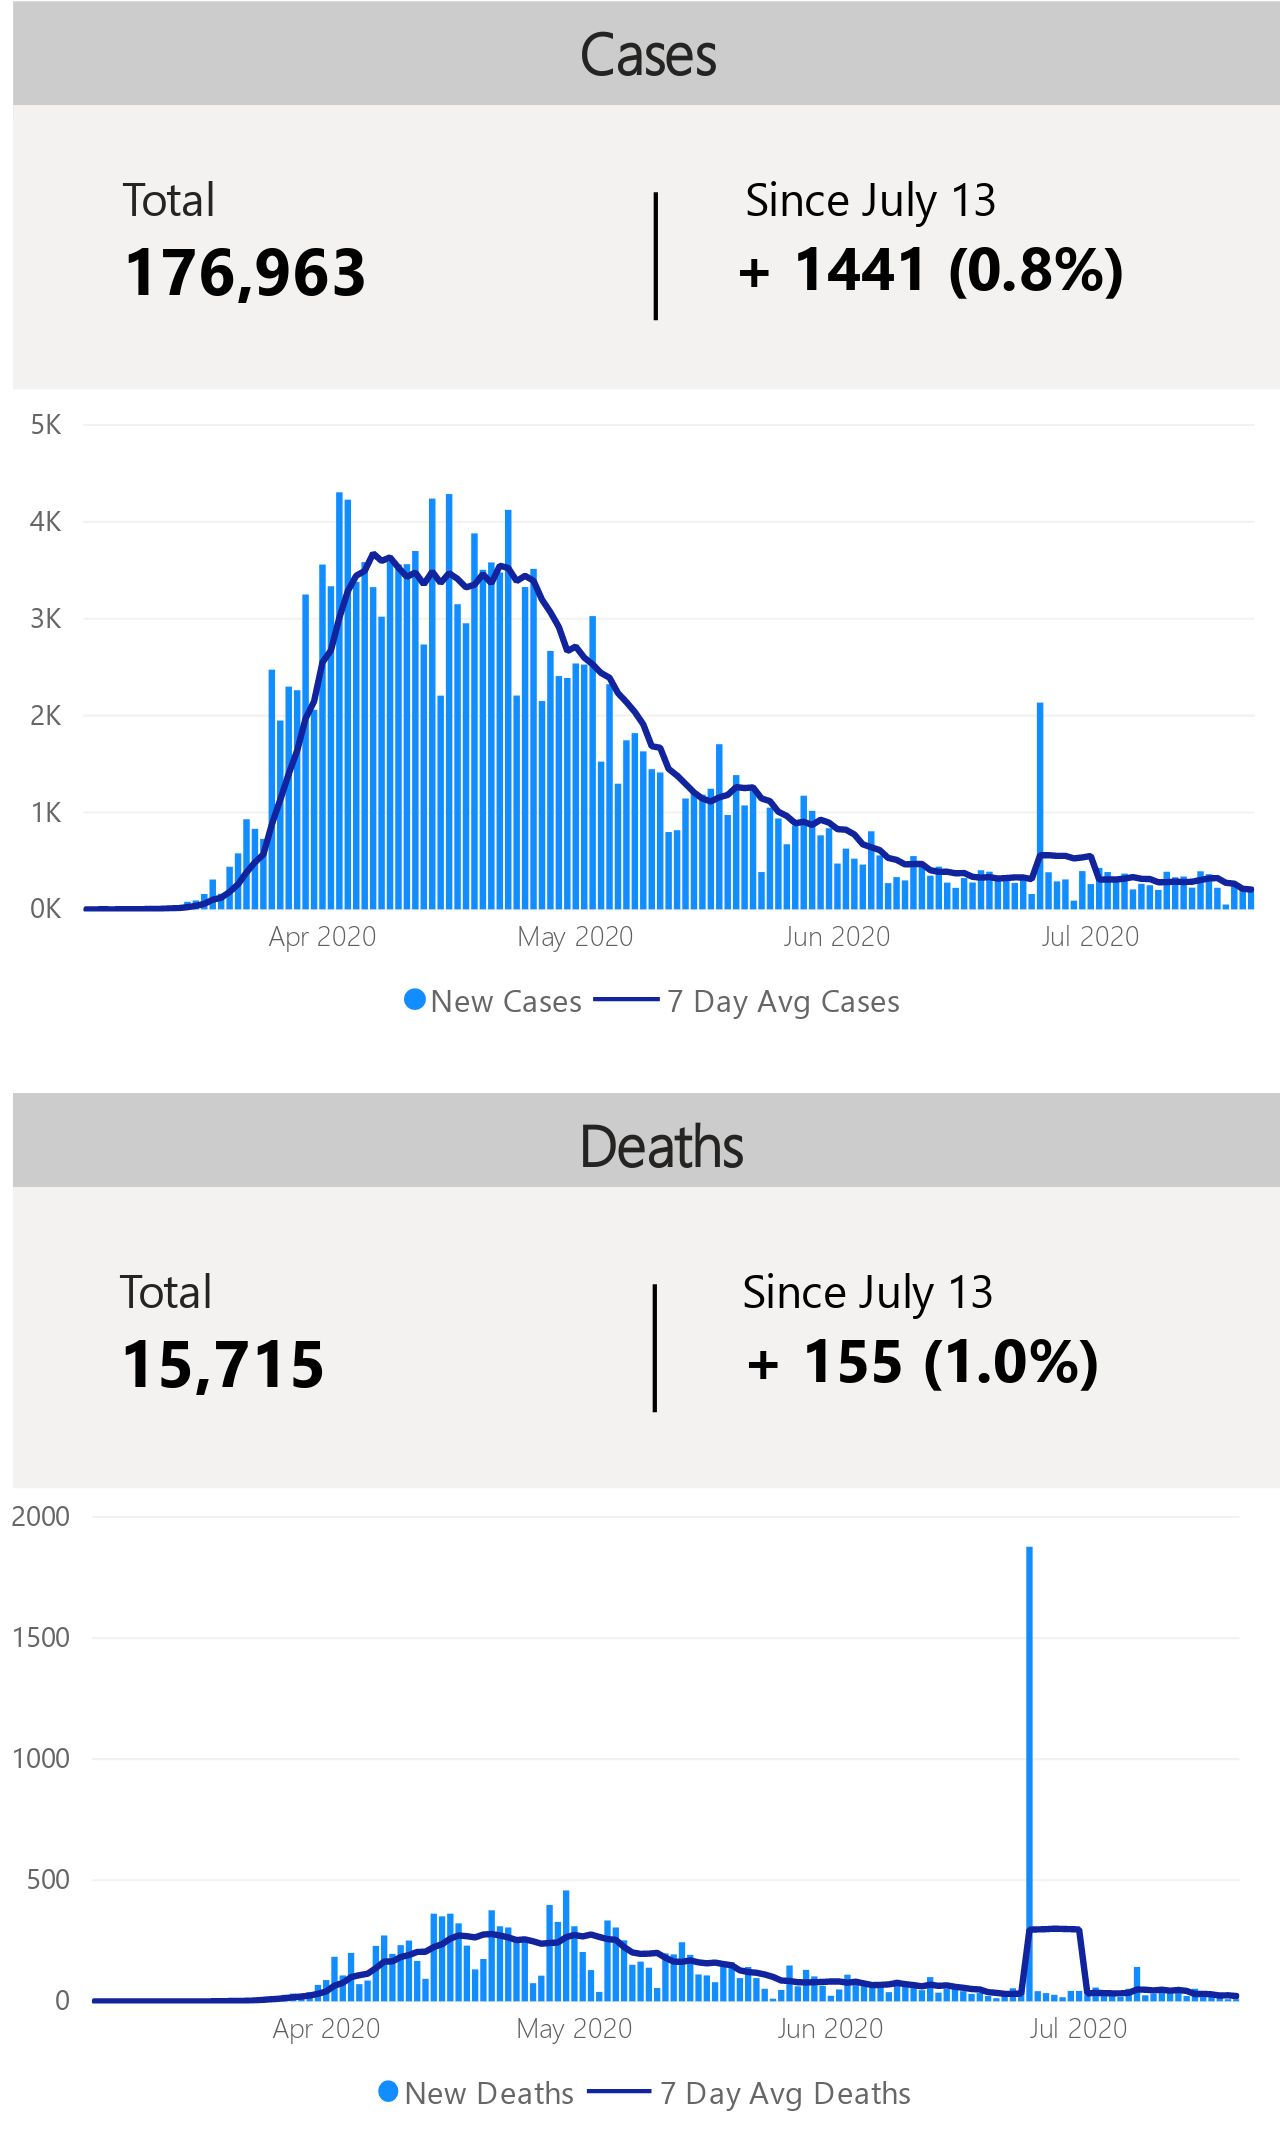 Cases
Total
Since July 13
176,963
+ 1441 (0.8%)
5K
4K
3K
2K
1K
0K
Apr 2020
May 2020
Jun 2020
Jul 2020
New Cases
7 Day Avg Cases
Deaths
Total
Since July 13
15,715
+ 155 (1.0%)
2000
1500
1000
500
0
Apr 2020
May 2020
Jun 2020
Jul 2020
New Deaths
7 Day Avg Deaths